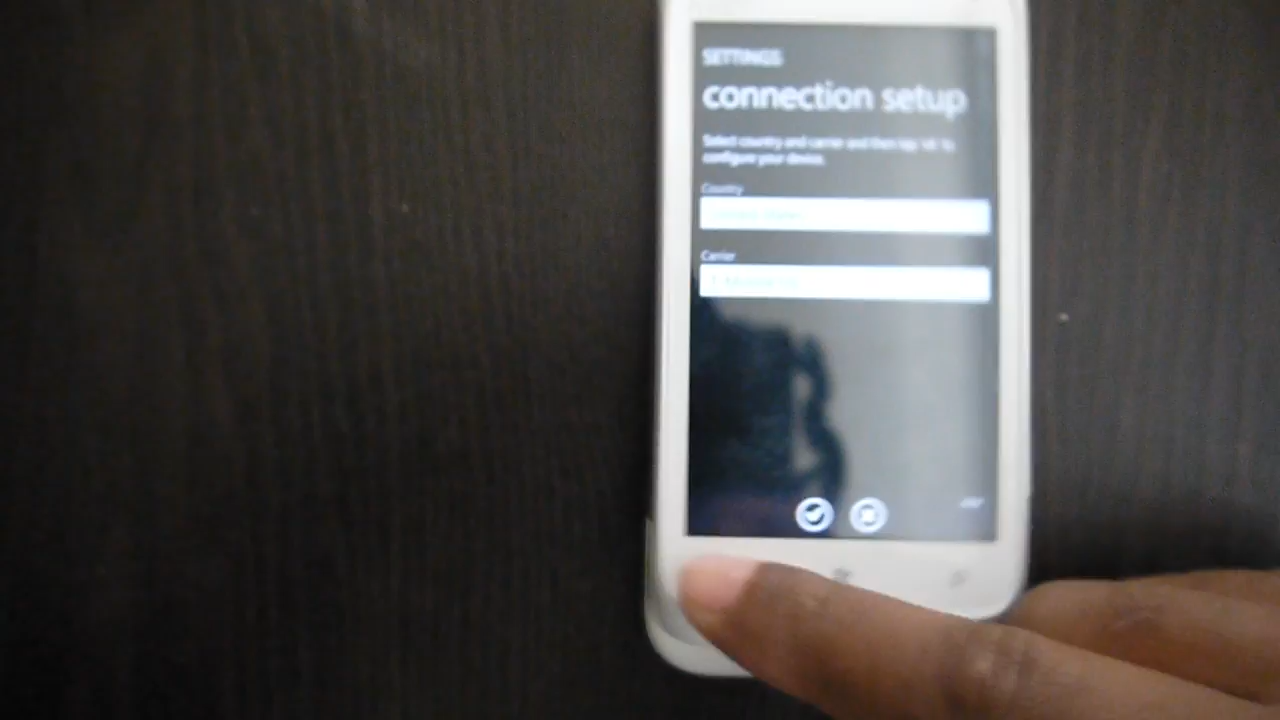 SETTINGS
connection setup
Select country and carrier and then tap 'ok' to
configure your device.
Country
Carrier